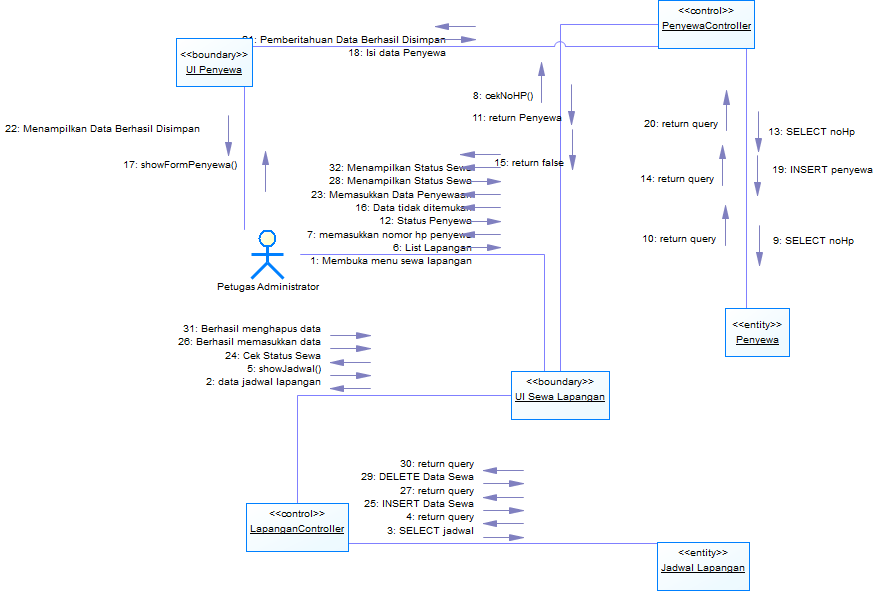 <<control>>
PenyewaController
Pemberitahuan Data Berhasil Disimpan
18: Isi data Penyewa
<<boundary>>
UI Penyewa
8: cekNoHP()
11: return Penyewa
22: Menampilkan Data Berhasil Disimpan
20: return query
13: SELECT noHp
17: showFormPenyewa()
15: return false
32: Menampilkan Status Sewa
28: Menampilkan Status Sewa
23: Memasukkan Data Penyewaan
16: Data tidak ditemukan
12: Status Penyewa
7: memasukkan nomor hp penyewa
6: List Lapangan
1: Membuka menu sewa lapangan
14: return query
19: INSERT penyewa
10: return query
9: SELECT noHp
Petugas Administrator
<<entity>>
Penyewa
31: Berhasil menghapus data
26: Berhasil memasukkan data
24: Cek Status Sewa
5: showJadwal()
2: data jadwal lapangan
<<boundary>>
UI Sewa Lapangan
30: return query
29: DELETE Data Sewa
27: return query
25: INSERT Data Sewa
4: return query
3: SELECT jadwal
<<control>>
LapanganController
<<entity>>
Jadwal Lapangan